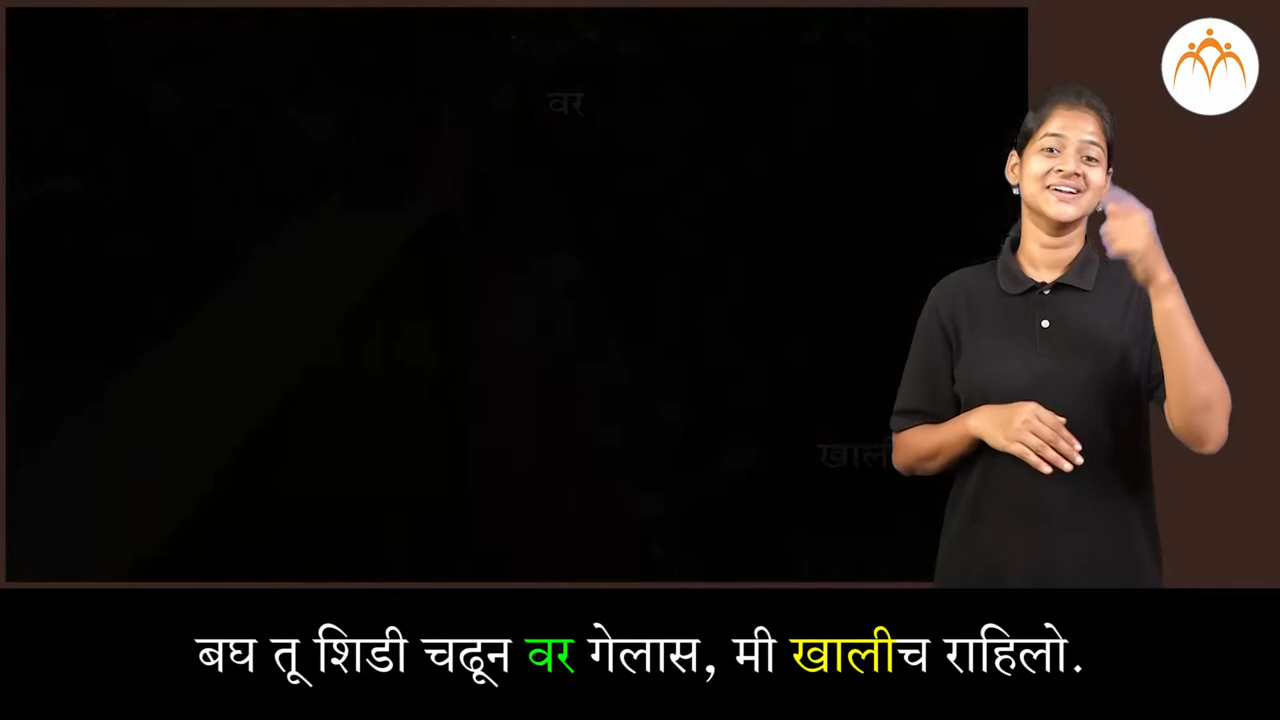 वर
खाली
बघ तू शिडी चढून वर गेलास, मी खालीच राहिलो.